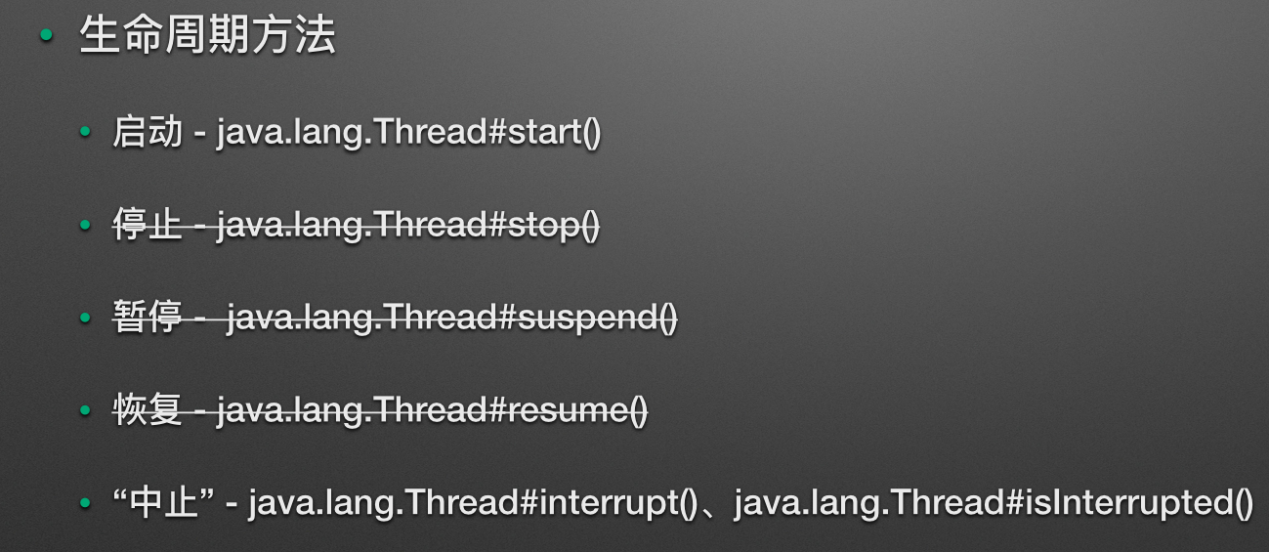 生命周期方法
启动 - java.lang.Thread#start()
停止 - java.lang.Thread#stop()
暂停 - java.lang.Thread#suspend()
恢复 - java.lang.Thread#resume()
“中止” - java.lang.Thread#interrupt()、java.lang.Thread#isInterrupted()